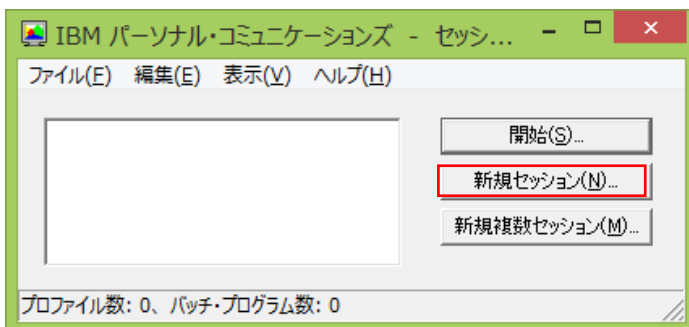 IBM パーソナル・コミュニケーションズ - セッシ...
ファイル(F) 編集(E) 表示(V) ヘルプ(H)
開始(S)...
新規セッション(N)...
新規複数セッション(M)...
プロファイル数: 0、バッチ・プログラム数: 0